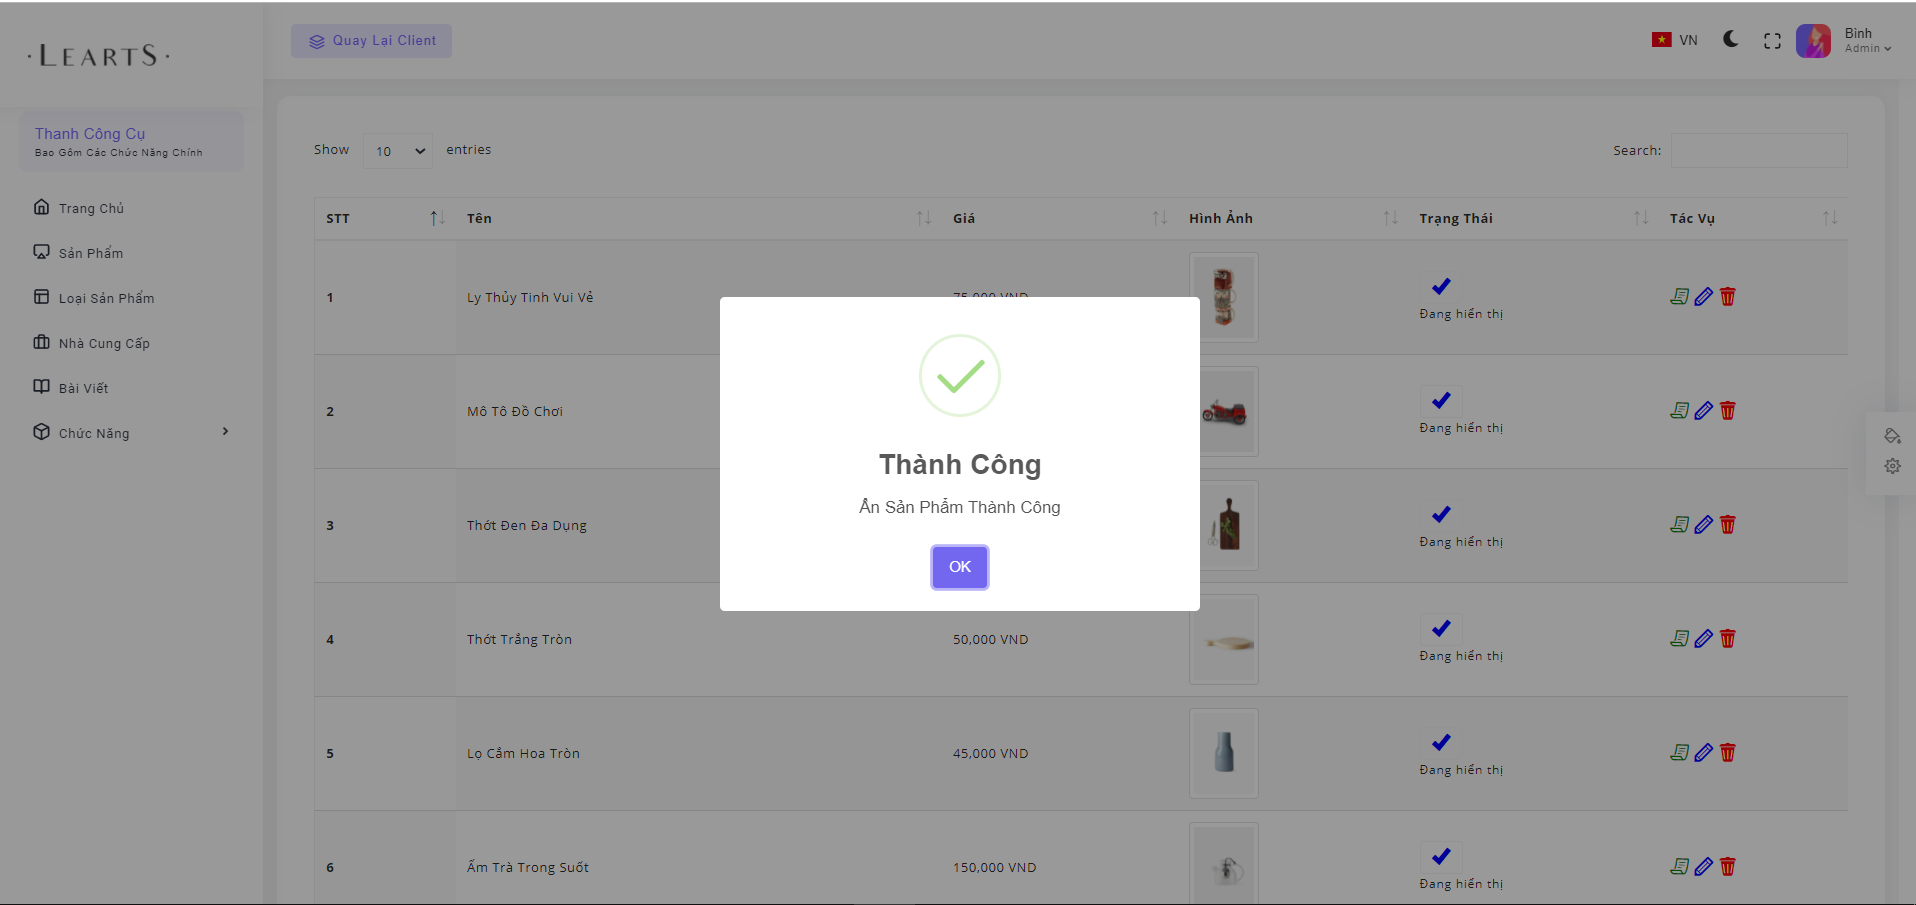 ·LEARTS·
Quay Lại Client
VN
Bình
Admin
Thanh Công Cụ
Bao Gồm Các Chức Năng Chính
Trang Chủ
Sản Phẩm
Loại Sản Phẩm
Nhà Cung Cấp
Bài Viết
Chức Năng
Show 10 entries
Search:
STT Tên Giá Hình Ảnh Trạng Thái Tác Vụ
1 Ly Thủy Tinh Vui Vẻ 75,000 VND Đang hiển thị
2 Mô Tô Đồ Chơi Đang hiển thị
3 Thớt Đen Đa Dụng Đang hiển thị
4 Thớt Trắng Tròn 50,000 VND Đang hiển thị
5 Lọ Cắm Hoa Tròn 45,000 VND Đang hiển thị
6 Ấm Trà Trong Suốt 150,000 VND Đang hiển thị
Thành Công
Ẩn Sản Phẩm Thành Công
OK